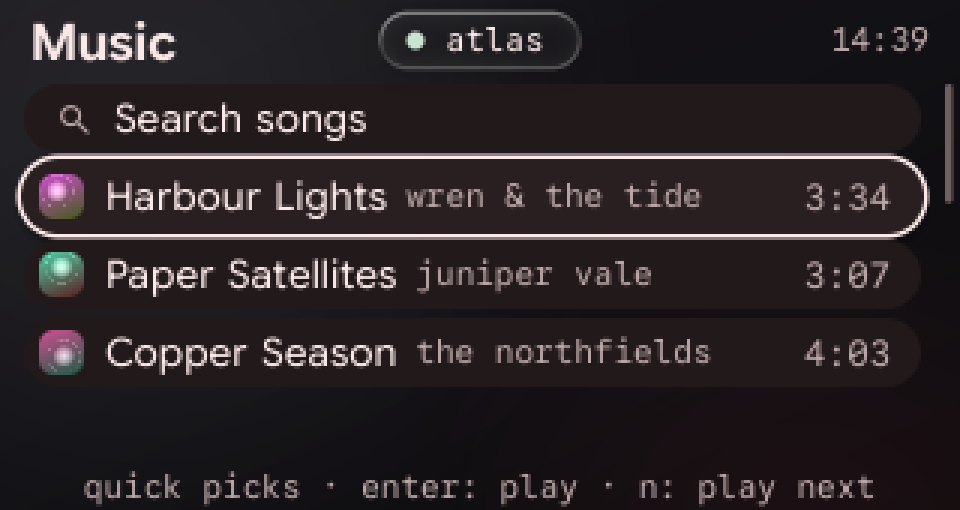 Music
atlas
14:39
Search songs
Harbour Lights wren & the tide 3:34
Paper Satellites juniper vale 3:07
Copper Season the northfields 4:03
quick picks · enter: play · n: play next